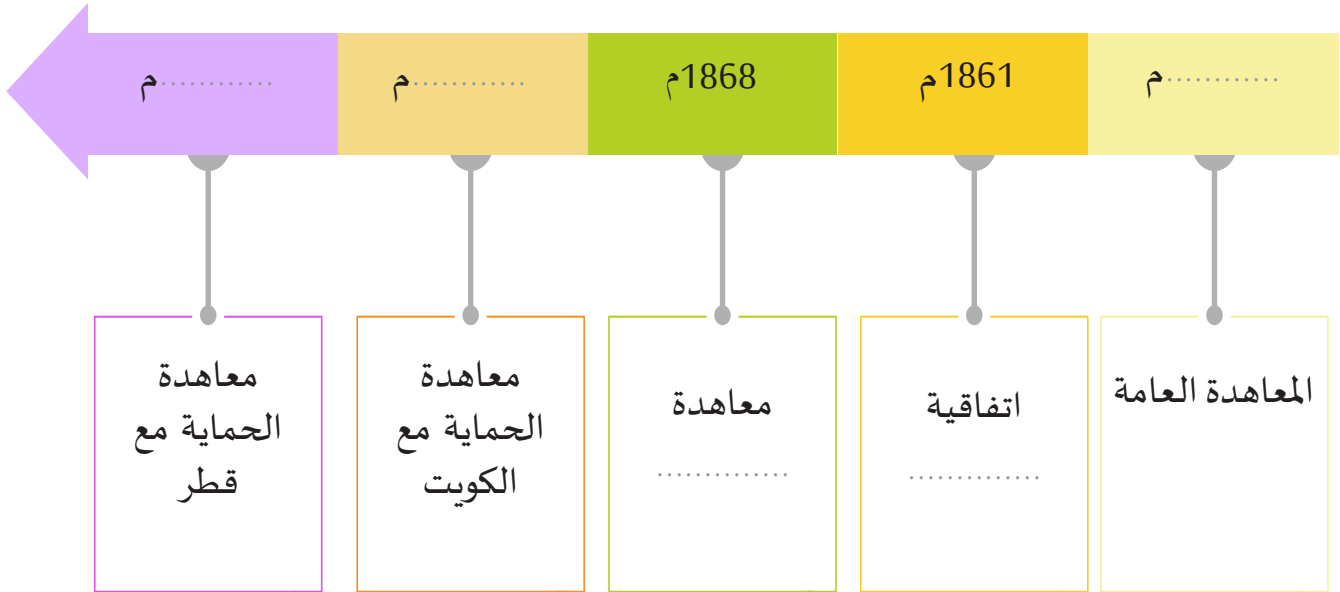 ............م
1861م
1868م
............م
............م
المعاهدة العامة
اتفاقية
..............
معاهدة
..............
معاهدة
الحماية مع
الكويت
معاهدة
الحماية مع
قطر